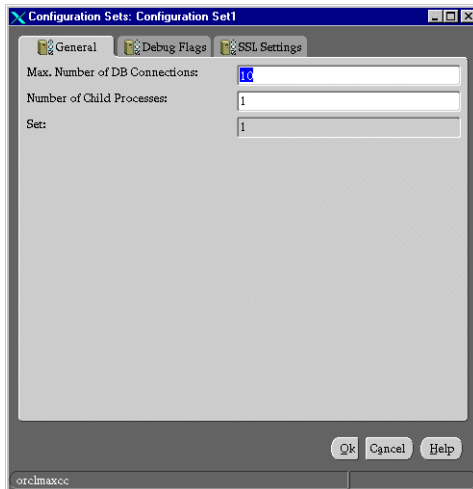 Configuration Sets: Configuration Set1
General Debug Flags SSL Settings
Max. Number of DB Connections: 10
Number of Child Processes: 1
Set: 1
Ok Cancel Help
orclmaxcc